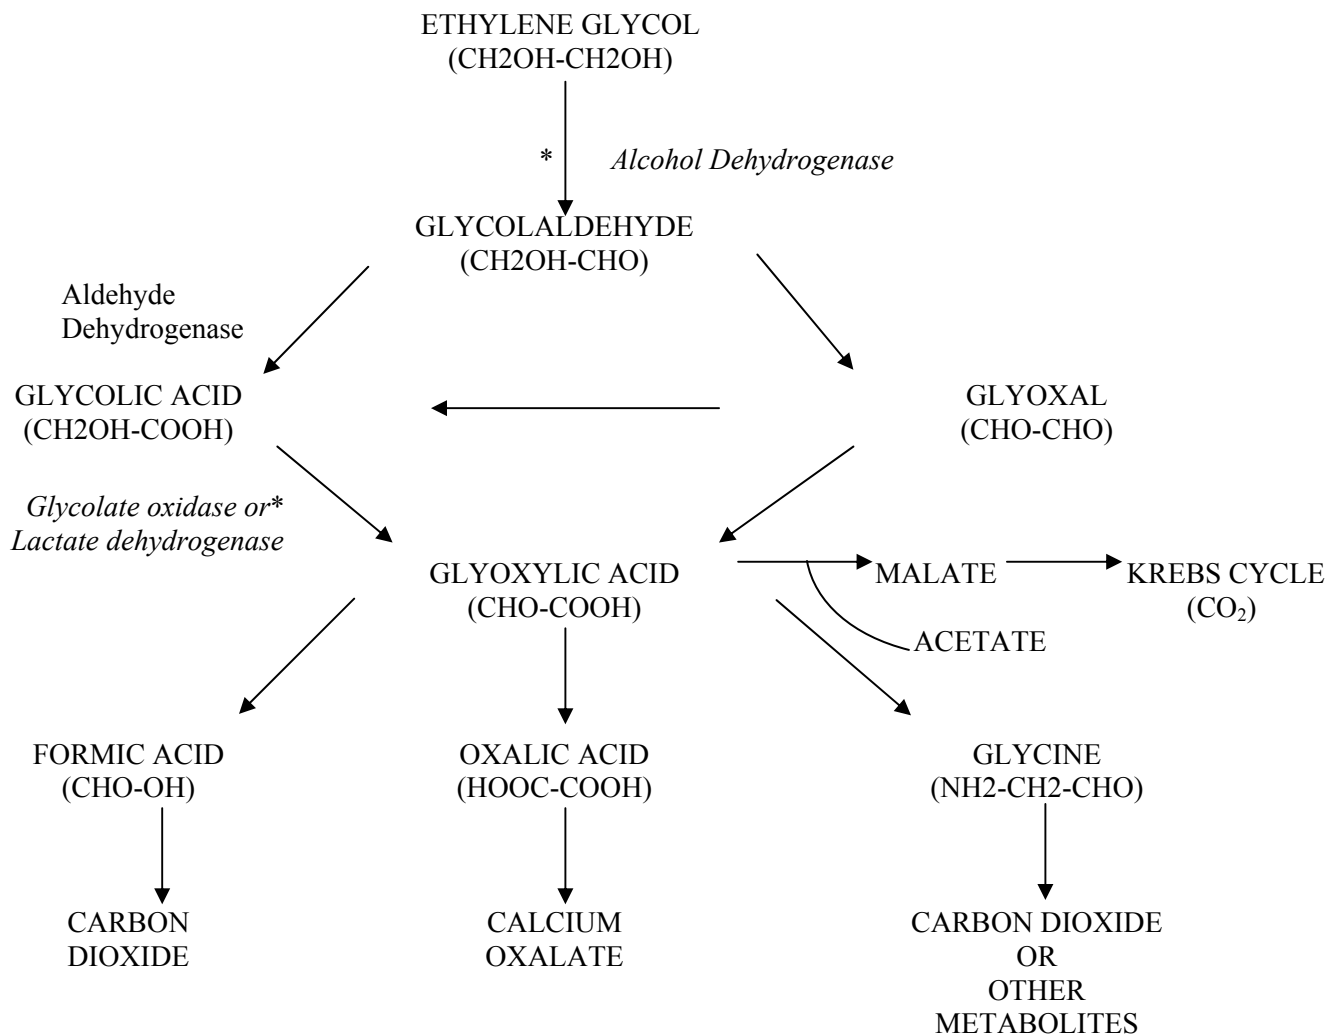 ETHYLENE GLYCOL
(CH2OH-CH2OH)
*
Alcohol Dehydrogenase
GLYCOLALDEHYDE
(CH2OH-CHO)
Aldehyde
Dehydrogenase
GLYCOLIC ACID
(CH2OH-COOH)
GLYOXAL
(CHO-CHO)
Glycolate oxidase or*
Lactate dehydrogenase
GLYOXYLIC ACID
(CHO-COOH)
MALATE
KREBS CYCLE
(CO₂)
ACETATE
FORMIC ACID
(CHO-OH)
OXALIC ACID
(HOOC-COOH)
GLYCINE
(NH2-CH2-CHO)
CARBON
DIOXIDE
CALCIUM
OXALATE
CARBON DIOXIDE
OR
OTHER
METABOLITES